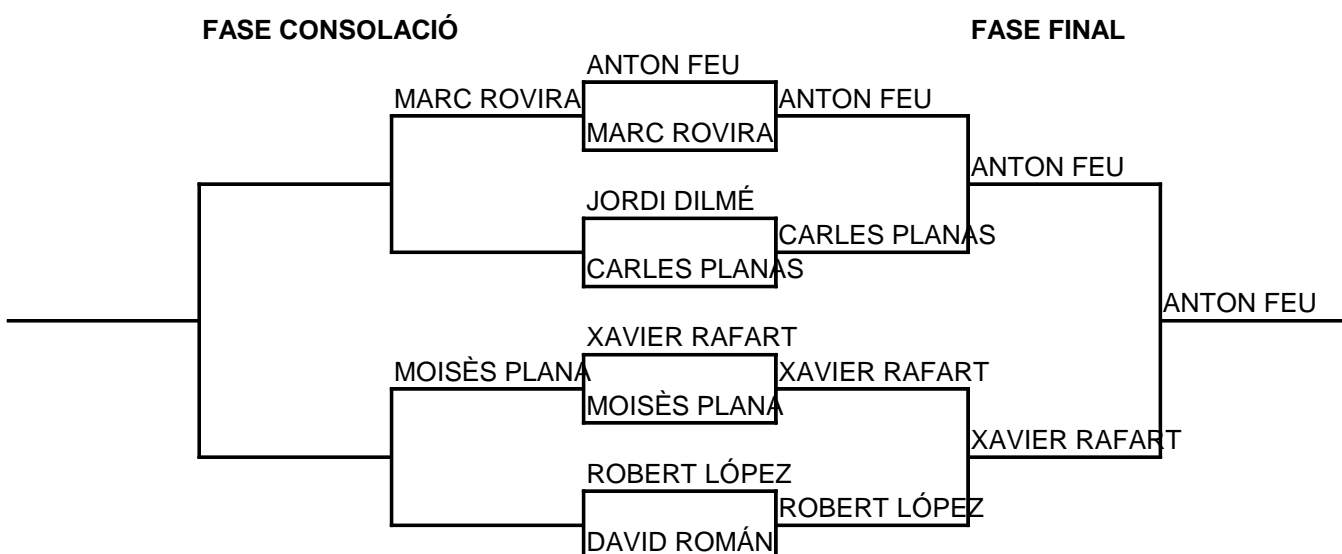 FASE CONSOLACIÓ
FASE FINAL
ANTON FEU
MARC ROVIRA
ANTON FEU
MARC ROVIRA
ANTON FEU
JORDI DILMÉ
CARLES PLANAS
CARLES PLANAS
ANTON FEU
XAVIER RAFART
MOISÈS PLANA
XAVIER RAFART
MOISÈS PLANA
XAVIER RAFART
ROBERT LÓPEZ
ROBERT LÓPEZ
DAVID ROMÁN